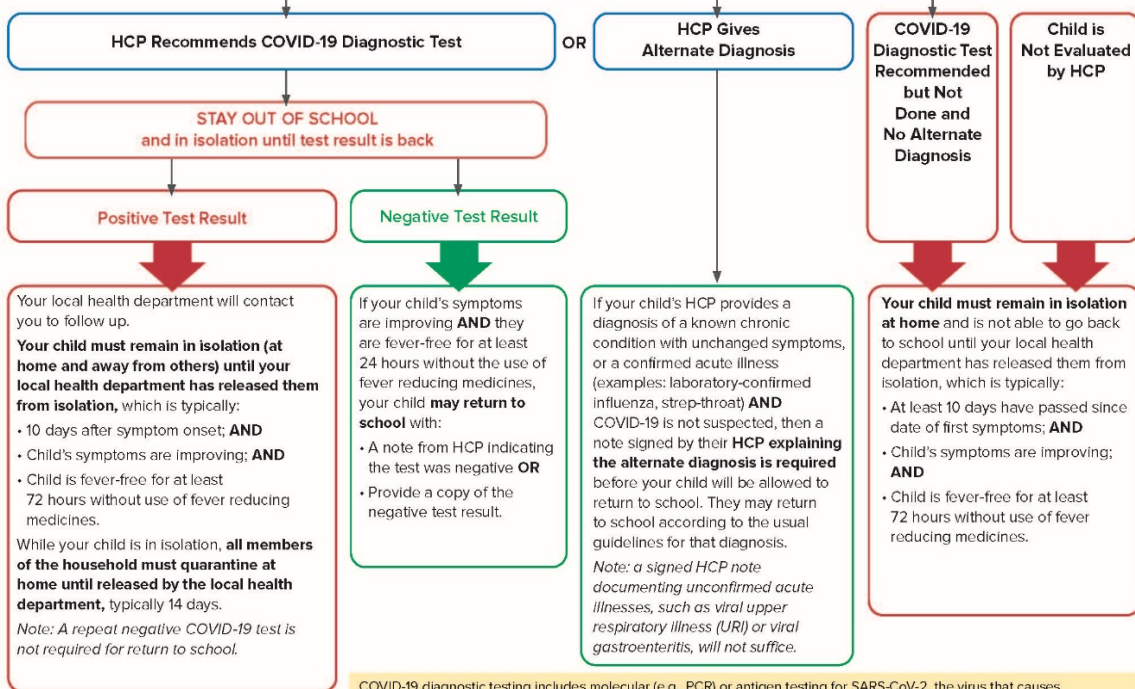 HCP Recommends COVID-19 Diagnostic Test
OR
HCP Gives
Alternate Diagnosis
COVID-19
Diagnostic Test
Recommended
but Not
Done and
No Alternate
Diagnosis
Child is
Not Evaluated
by HCP
STAY OUT OF SCHOOL
and in isolation until test result is back
Positive Test Result
Negative Test Result
Your local health department will contact
you to follow up.
Your child must remain in isolation (at
home and away from others) until your
local health department has released them
from isolation, which is typically:
• 10 days after symptom onset; AND
• Child's symptoms are improving; AND
• Child is fever-free for at least
72 hours without use of fever reducing
medicines.
While your child is in isolation, all members
of the household must quarantine at
home until released by the local health
department, typically 14 days.
Note: A repeat negative COVID-19 test is
not required for return to school.
If your child's symptoms
are improving AND they
are fever-free for at least
24 hours without the use of
fever reducing medicines,
your child may return to
school with:
• A note from HCP indicating
the test was negative OR
• Provide a copy of the
negative test result.
If your child's HCP provides a
diagnosis of a known chronic
condition with unchanged symptoms,
or a confirmed acute illness
(examples: laboratory-confirmed
influenza, strep-throat) AND
COVID-19 is not suspected, then a
note signed by their HCP explaining
the alternate diagnosis is required
before your child will be allowed to
return to school. They may return
to school according to the usual
guidelines for that diagnosis.
Note: a signed HCP note
documenting unconfirmed acute
illnesses, such as viral upper
respiratory illness (URI) or viral
gastroenteritis, will not suffice.
Your child must remain in isolation
at home and is not able to go back
to school until your local health
department has released them from
isolation, which is typically:
• At least 10 days have passed since
date of first symptoms; AND
• Child's symptoms are improving;
AND
• Child is fever-free for at least
72 hours without use of fever
reducing medicines.
COVID-19 diagnostic testing includes molecular (e.g., PCR) or antigen testing for SARS-CoV-2, the virus that causes